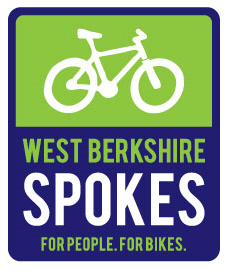 WEST BERKSHIRE
SPOKES
FOR PEOPLE. FOR BIKES.